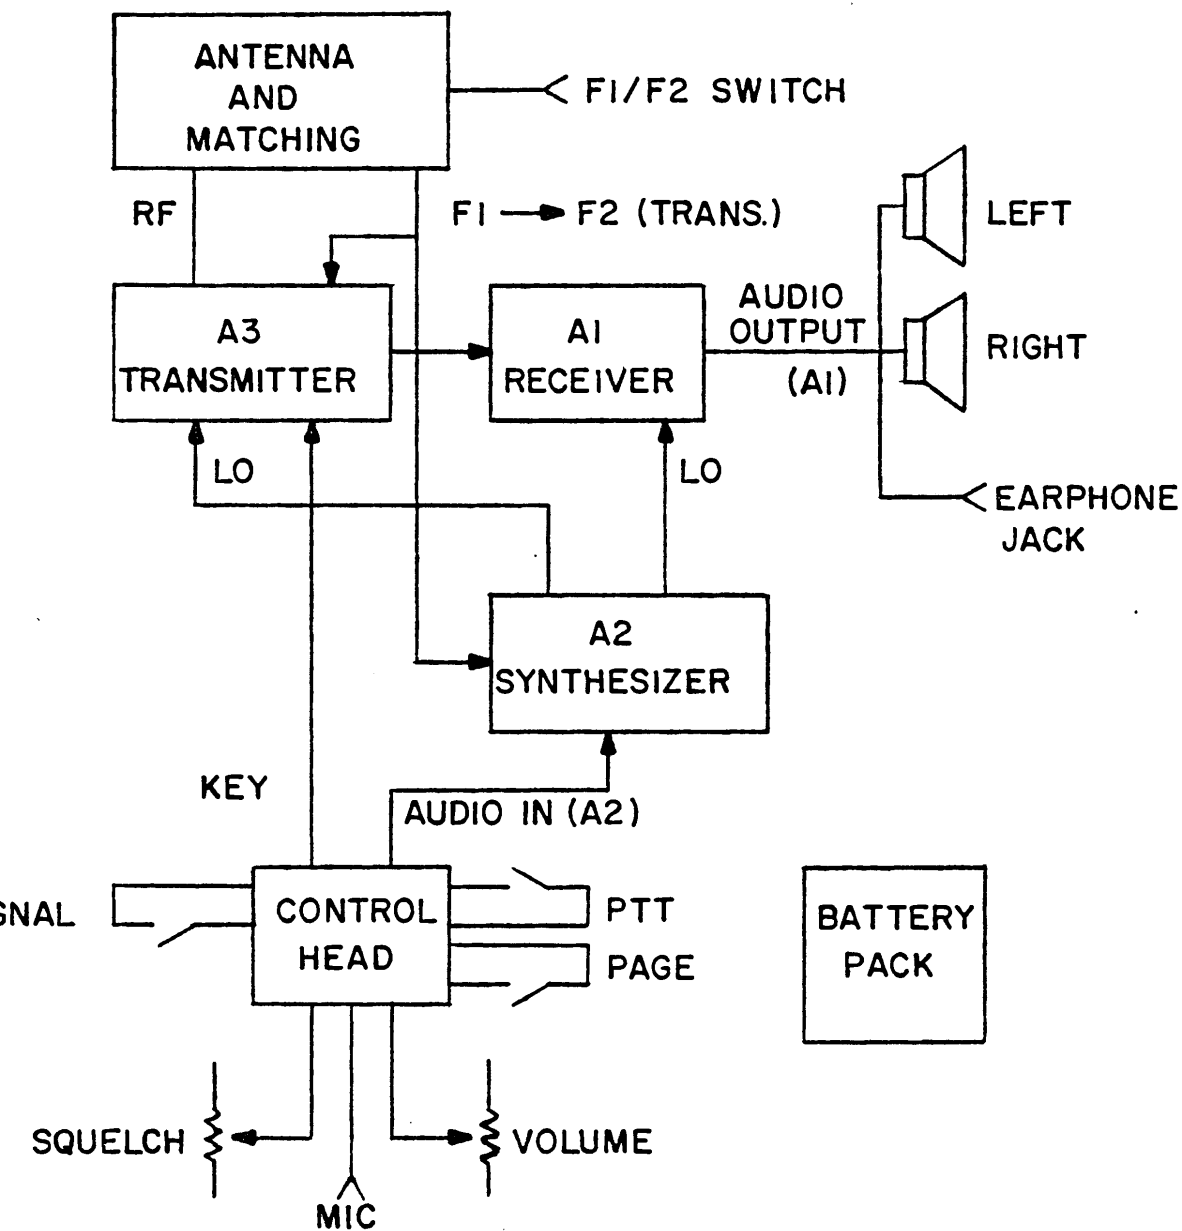 ANTENNA
AND
MATCHING
F1/F2 SWITCH
RF
F1 F2 (TRANS.)
LEFT
A3
TRANSMITTER
A1
RECEIVER
AUDIO
OUTPUT
(A1)
RIGHT
LO
LO
EARPHONE
JACK
A2
SYNTHESIZER
KEY
AUDIO IN (A2)
GNAL
CONTROL
HEAD
PTT
PAGE
BATTERY
PACK
SQUELCH
VOLUME
MIC